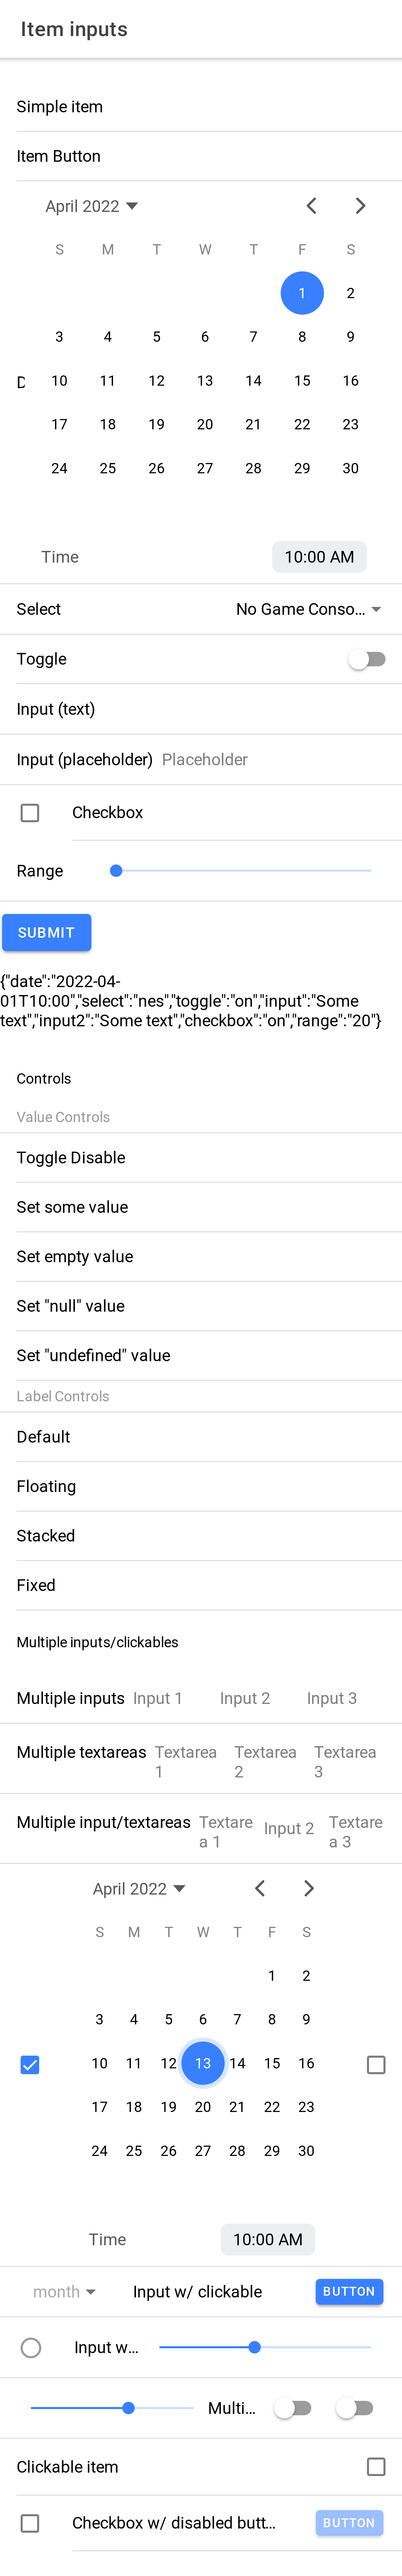 Item inputs
Simple item
Item Button
April 2022
S M T W T F S
1 2
3 4 5 6 7 8 9
D
10 11 12 13 14 15 16
17 18 19 20 21 22 23
24 25 26 27 28 29 30
Time 10:00 AM
Select No Game Conso...
Toggle
Input (text)
Input (placeholder) Placeholder
Checkbox
Range
SUBMIT
{"date":"2022-04-
01T10:00","select":"nes","toggle":"on","input":"Some
text","input2":"Some text","checkbox":"on","range":"20"}
Controls
Value Controls
Toggle Disable
Set some value
Set empty value
Set "null" value
Set "undefined" value
Label Controls
Default
Floating
Stacked
Fixed
Multiple inputs/clickables
Multiple inputs Input 1 Input 2 Input 3
Multiple textareas Textarea Textarea Textarea
1 2 3
Multiple input/textareas Textare Input 2 Textare
a 1 a 3
April 2022
S M T W T F S
1 2
3 4 5 6 7 8 9
10 11 12 13 14 15 16
17 18 19 20 21 22 23
24 25 26 27 28 29 30
Time 10:00 AM
month Input w/ clickable BUTTON
Input w...
Multi...
Clickable item
Checkbox w/ disabled butt... BUTTON